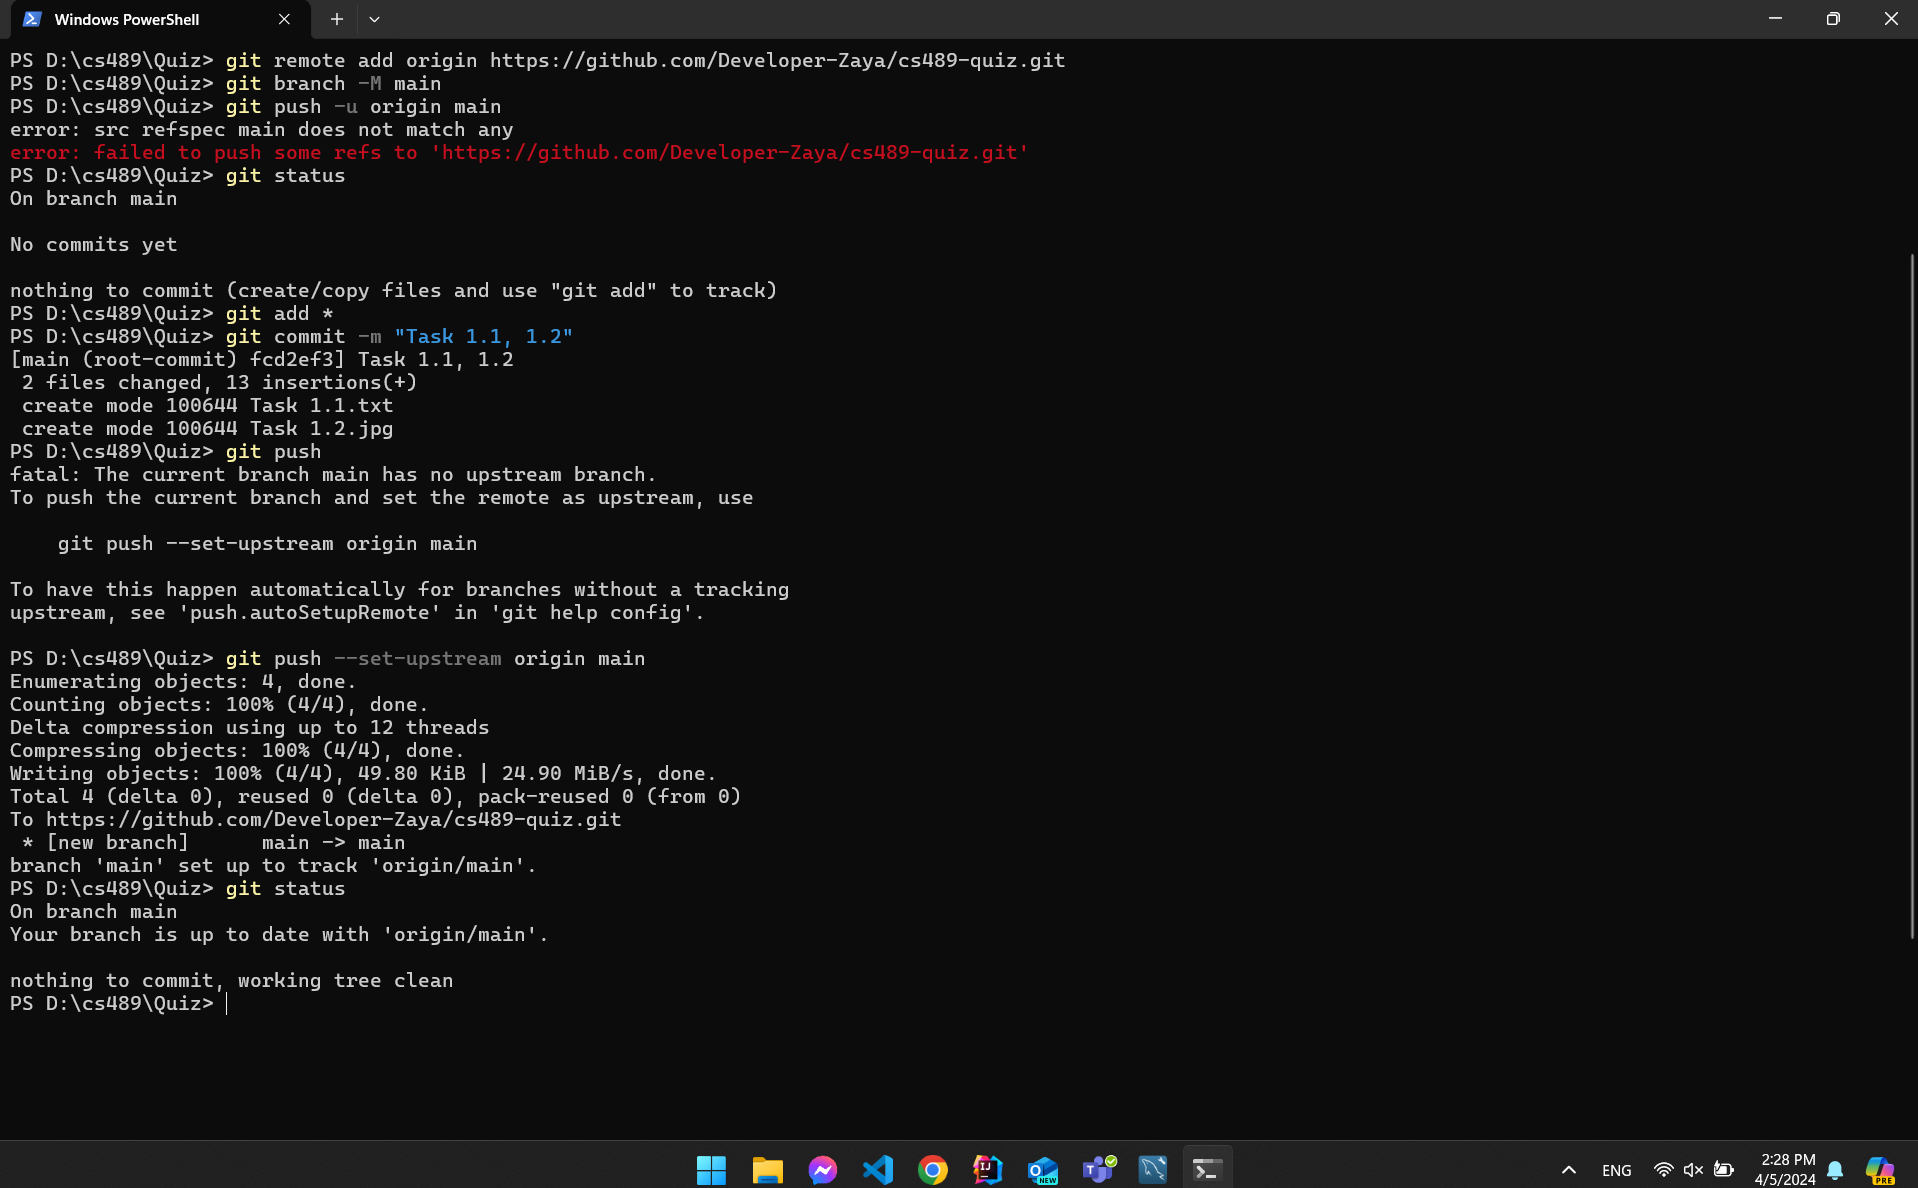 Windows PowerShell
PS D:\cs489\Quiz> git remote add origin https://github.com/Developer-Zaya/cs489-quiz.git
PS D:\cs489\Quiz> git branch -M main
PS D:\cs489\Quiz> git push -u origin main
error: src refspec main does not match any
error: failed to push some refs to 'https://github.com/Developer-Zaya/cs489-quiz.git'
PS D:\cs489\Quiz> git status
On branch main
No commits yet
nothing to commit (create/copy files and use "git add" to track)
PS D:\cs489\Quiz> git add *
PS D:\cs489\Quiz> git commit -m "Task 1.1, 1.2"
[main (root-commit) fcd2ef3] Task 1.1, 1.2
2 files changed, 13 insertions(+)
create mode 100644 Task 1.1.txt
create mode 100644 Task 1.2.jpg
PS D:\cs489\Quiz> git push
fatal: The current branch main has no upstream branch.
To push the current branch and set the remote as upstream, use
git push --set-upstream origin main
To have this happen automatically for branches without a tracking
upstream, see 'push.autoSetupRemote' in 'git help config'.
PS D:\cs489\Quiz> git push --set-upstream origin main
Enumerating objects: 4, done.
Counting objects: 100% (4/4), done.
Delta compression using up to 12 threads
Compressing objects: 100% (4/4), done.
Writing objects: 100% (4/4), 49.80 KiB | 24.90 MiB/s, done.
Total 4 (delta 0), reused 0 (delta 0), pack-reused 0 (from 0)
To https://github.com/Developer-Zaya/cs489-quiz.git
* [new branch]      main -> main
branch 'main' set up to track 'origin/main'.
PS D:\cs489\Quiz> git status
On branch main
Your branch is up to date with 'origin/main'.
nothing to commit, working tree clean
PS D:\cs489\Quiz>
IJ
O
NEW
T
ENG
2:28 PM
4/5/2024
PRE